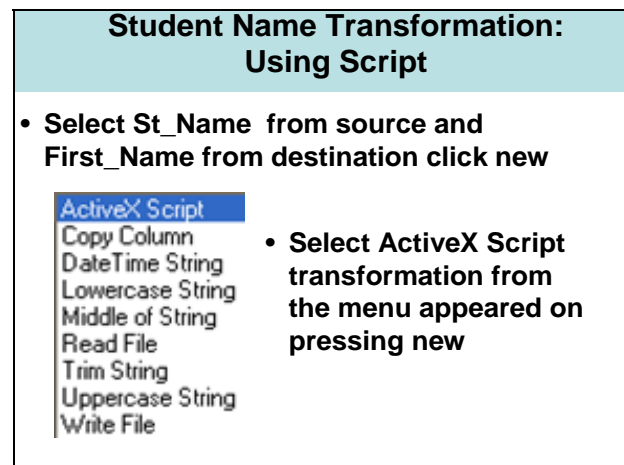 Student Name Transformation:
Using Script
• Select St_Name from source and
First_Name from destination click new
ActiveX Script
Copy Column
DateTime String
Lowercase String
Middle of String
Read File
Trim String
Uppercase String
Write File
• Select ActiveX Script
transformation from
the menu appeared on
pressing new